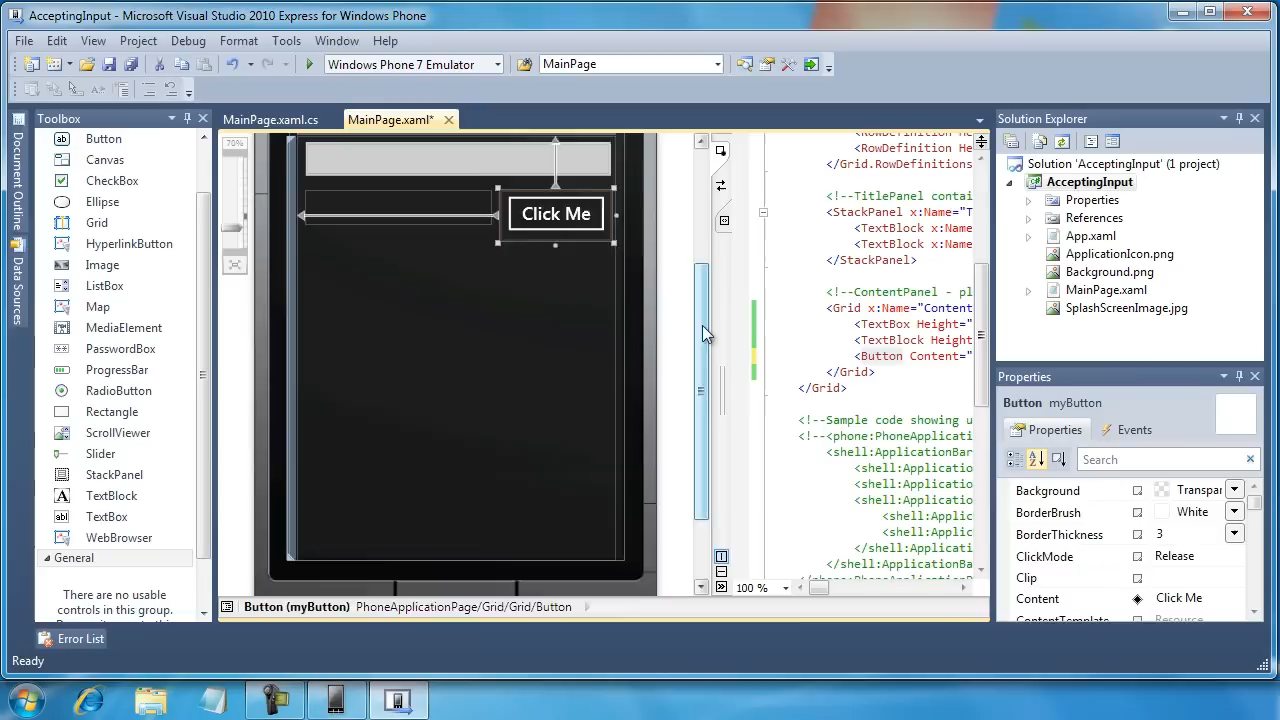 AcceptingInput - Microsoft Visual Studio 2010 Express for Windows Phone
File Edit View Project Debug Format Tools Window Help
Windows Phone 7 Emulator MainPage
Document Outline
Data Sources
Toolbox
Button
Canvas
CheckBox
Ellipse
Grid
HyperlinkButton
Image
ListBox
Map
MediaElement
PasswordBox
ProgressBar
RadioButton
Rectangle
ScrollViewer
Slider
StackPanel
TextBlock
TextBox
WebBrowser
General
There are no usable
controls in this group.
MainPage.xaml.cs MainPage.xaml*
70%
Click Me
<RowDefinition He
<RowDefinition He
</Grid.RowDefinitions
<!--TitlePanel contain
<StackPanel x:Name="T
<TextBlock x:Name
<TextBlock x:Name
</StackPanel>
<!--ContentPanel - pl
<Grid x:Name="Content
<TextBox Height="
<TextBlock Height
<Button Content="
</Grid>
</Grid>
<!--Sample code showing u
<!--<phone:PhoneApplicati
<shell:ApplicationBar
<shell:Applicatio
<shell:Applicatio
<shell:Applicatio
<shell:Applic
<shell:Applic
</shell:Applicati
</shell:ApplicationBa
100 %
Button (myButton) PhoneApplicationPage/Grid/Grid/Button
Solution Explorer
Solution 'AcceptingInput' (1 project)
AcceptingInput
Properties
References
App.xaml
ApplicationIcon.png
Background.png
MainPage.xaml
SplashScreenImage.jpg
Properties
Button myButton
Properties Events
Search
Background Transpar
BorderBrush White
BorderThickness 3
ClickMode Release
Clip
Content Click Me
Error List
Ready